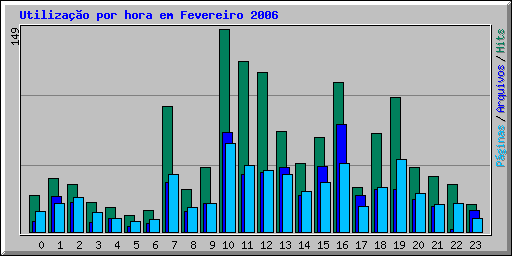 Utilização por hora em Fevereiro 2006
149
Páginas / Arquivos / Hits
0 1 2 3 4 5 6 7 8 9 10 11 12 13 14 15 16 17 18 19 20 21 22 23